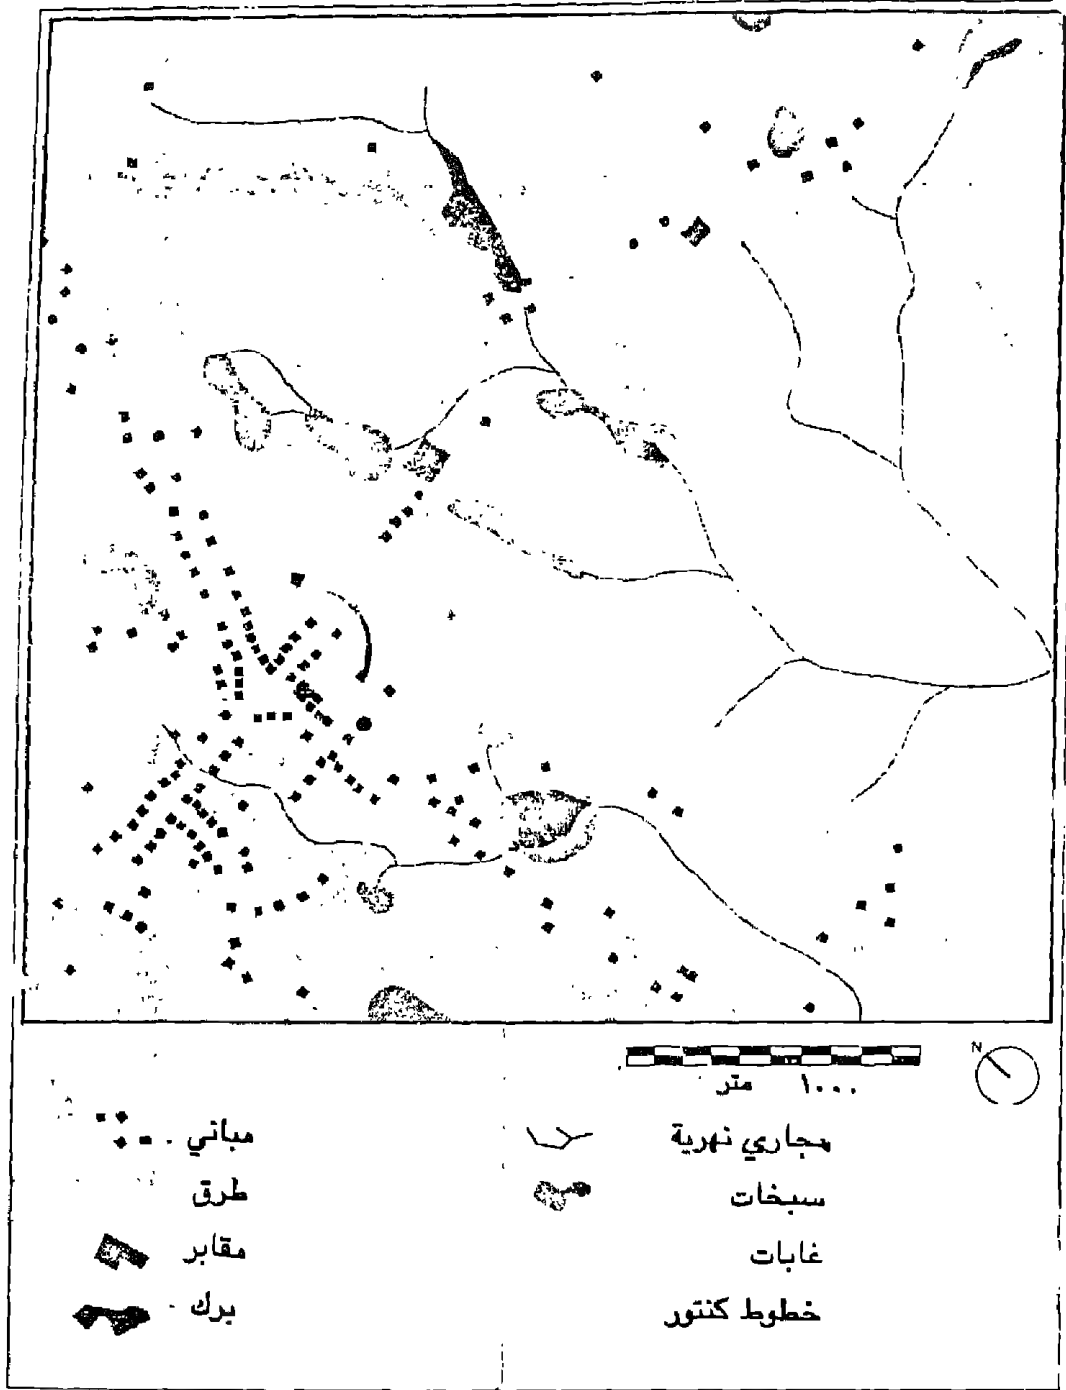 N
١٠٠٠ متر
مجاري نهرية
سبخات
غابات
خطوط كنتور
مباني
طرق
مقابر
برك